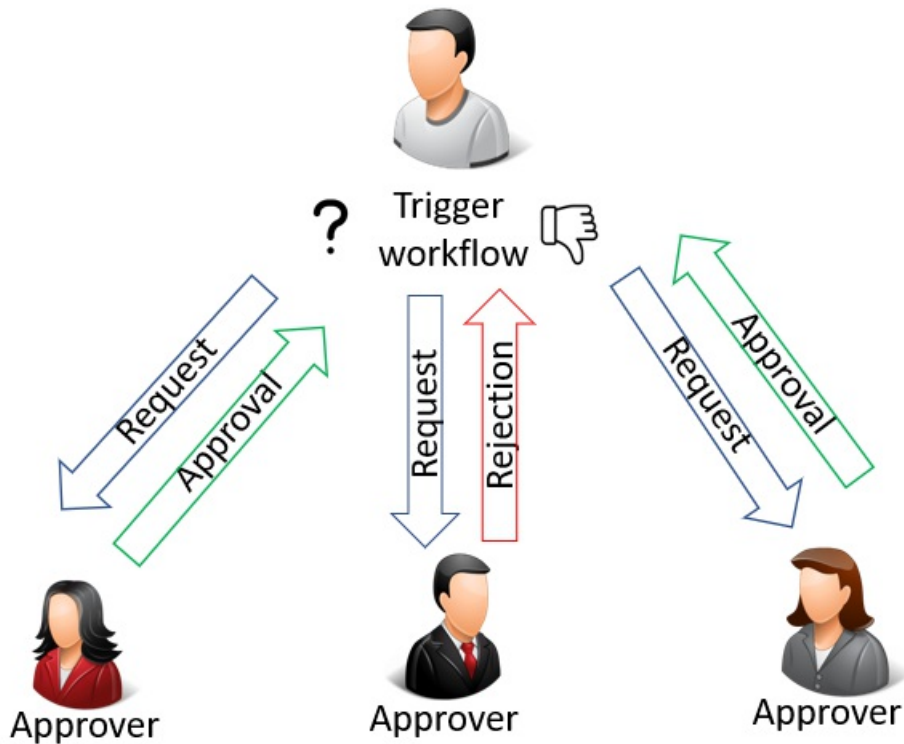 ?
Trigger
workflow
Request
Approval
Request
Rejection
Request
Approval
Approver
Approver
Approver